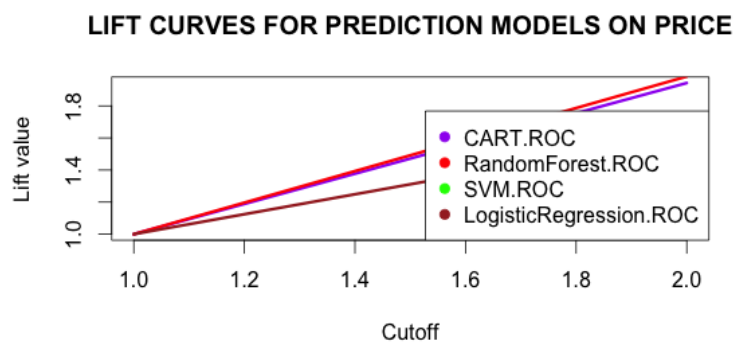 LIFT CURVES FOR PREDICTION MODELS ON PRICE
Lift value
1.8
1.4
1.0
CART.ROC
RandomForest.ROC
SVM.ROC
LogisticRegression.ROC
1.0 1.2 1.4 1.6 1.8 2.0
Cutoff